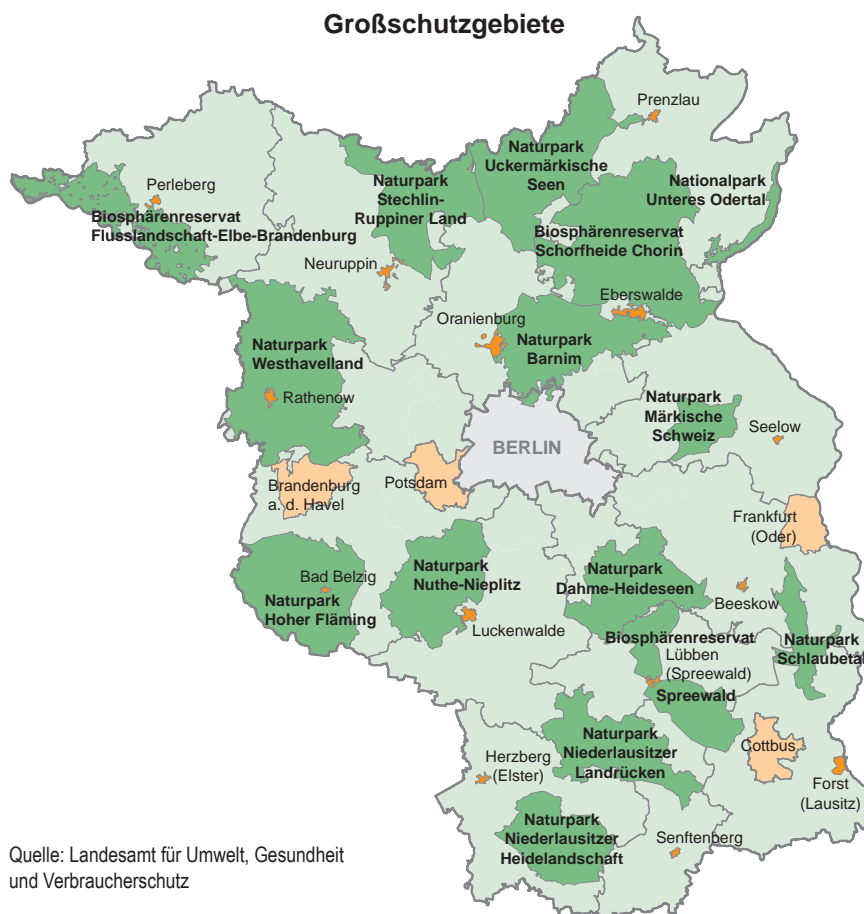 Großschutzgebiete
Prenzlau
Naturpark
Uckermärkische
Seen
Naturpark
Stechlin-
Ruppiner Land
Nationalpark
Unteres Odertal
Perleberg
Biosphärenreservat
Flusslandschaft-Elbe-Brandenburg
Biosphärenreservat
Schorfheide Chorin
Neuruppin
Eberswalde
Oranienburg
Naturpark
Barnim
Naturpark
Westhavelland
Rathenow
Naturpark
Märkische
Schweiz
Seelow
BERLIN
Brandenburg
a. d. Havel
Potsdam
Frankfurt
(Oder)
Naturpark
Nuthe-Nieplitz
Naturpark
Dahme-Heideseen
Bad Belzig
Naturpark
Hoher Fläming
Beeskow
Luckenwalde
Biosphärenreservat
Lübben
(Spreewald)
Spreewald
Naturpark
Schlaubetal
Naturpark
Niederlausitzer
Landrücken
Cottbus
Herzberg
(Elster)
Forst
(Lausitz)
Naturpark
Niederlausitzer
Heidelandschaft
Senftenberg
Quelle: Landesamt für Umwelt, Gesundheit
und Verbraucherschutz